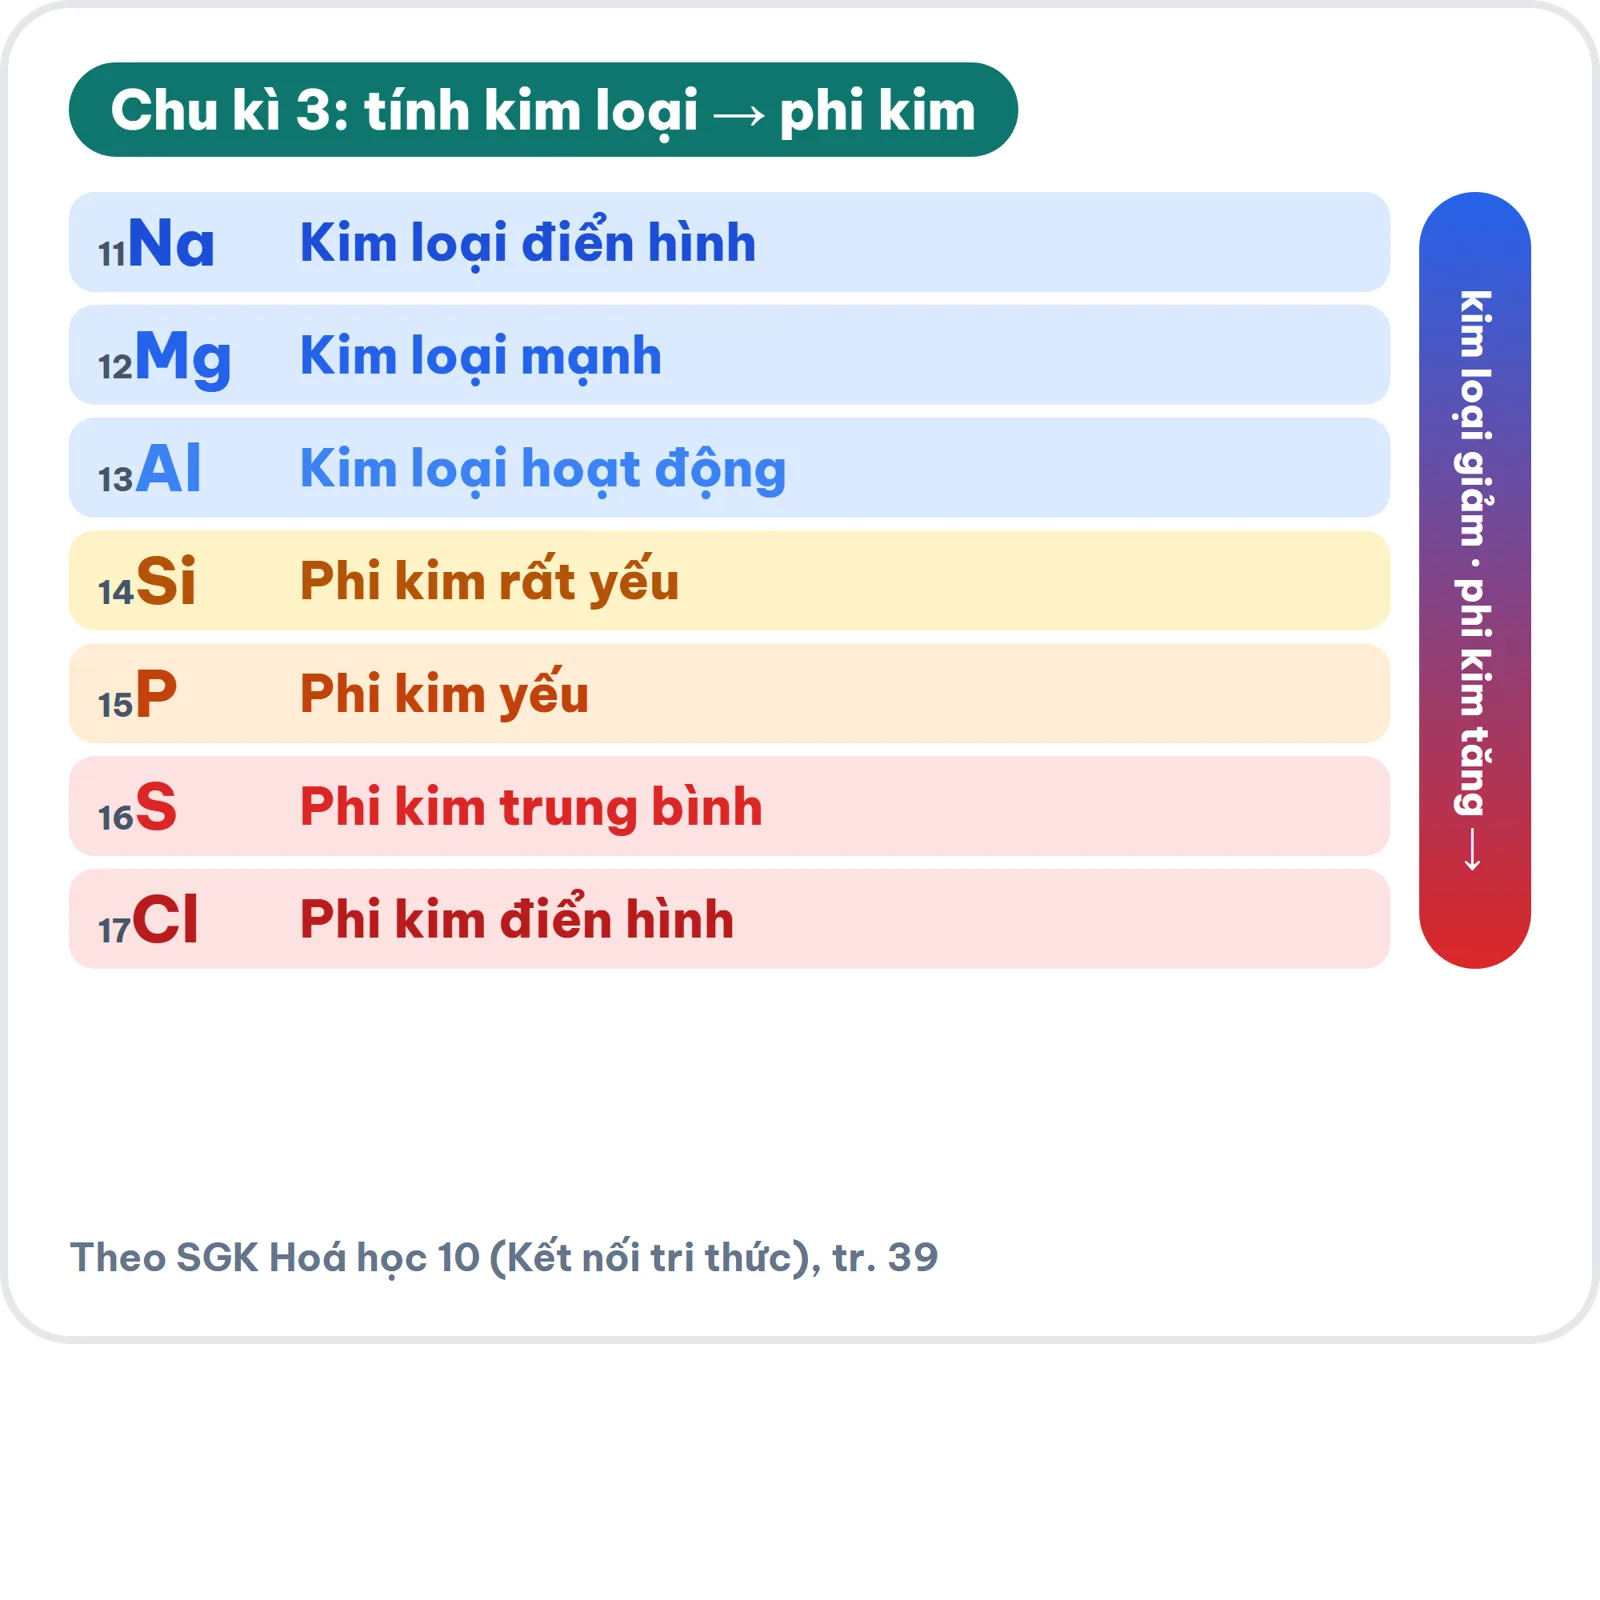 Chu kì 3: tính kim loại → phi kim
11Na Kim loại điển hình
12Mg Kim loại mạnh
13Al Kim loại hoạt động
14Si Phi kim rất yếu
15P Phi kim yếu
16S Phi kim trung bình
17Cl Phi kim điển hình
kim loại giảm · phi kim tăng →
Theo SGK Hoá học 10 (Kết nối tri thức), tr. 39